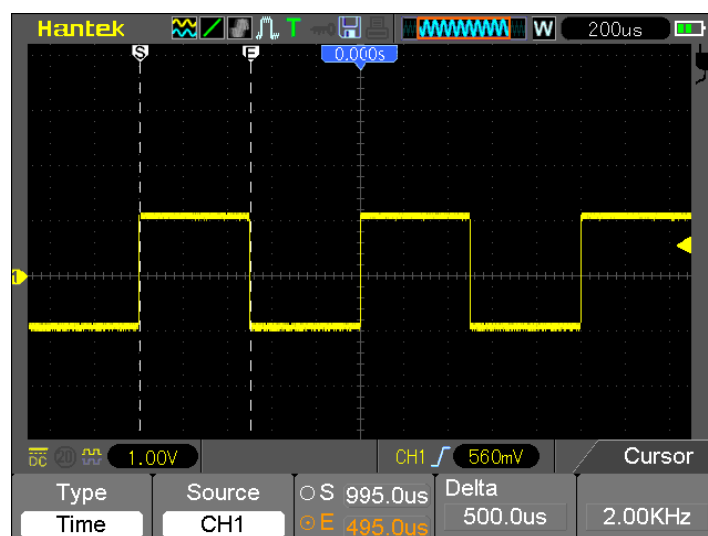 Hantek T W 200us
S E 0.000s
1
DC 20 1.00V CH1 560mV Cursor
Type Source S 995.0us Delta
Time CH1 E 495.0us 500.0us 2.00KHz